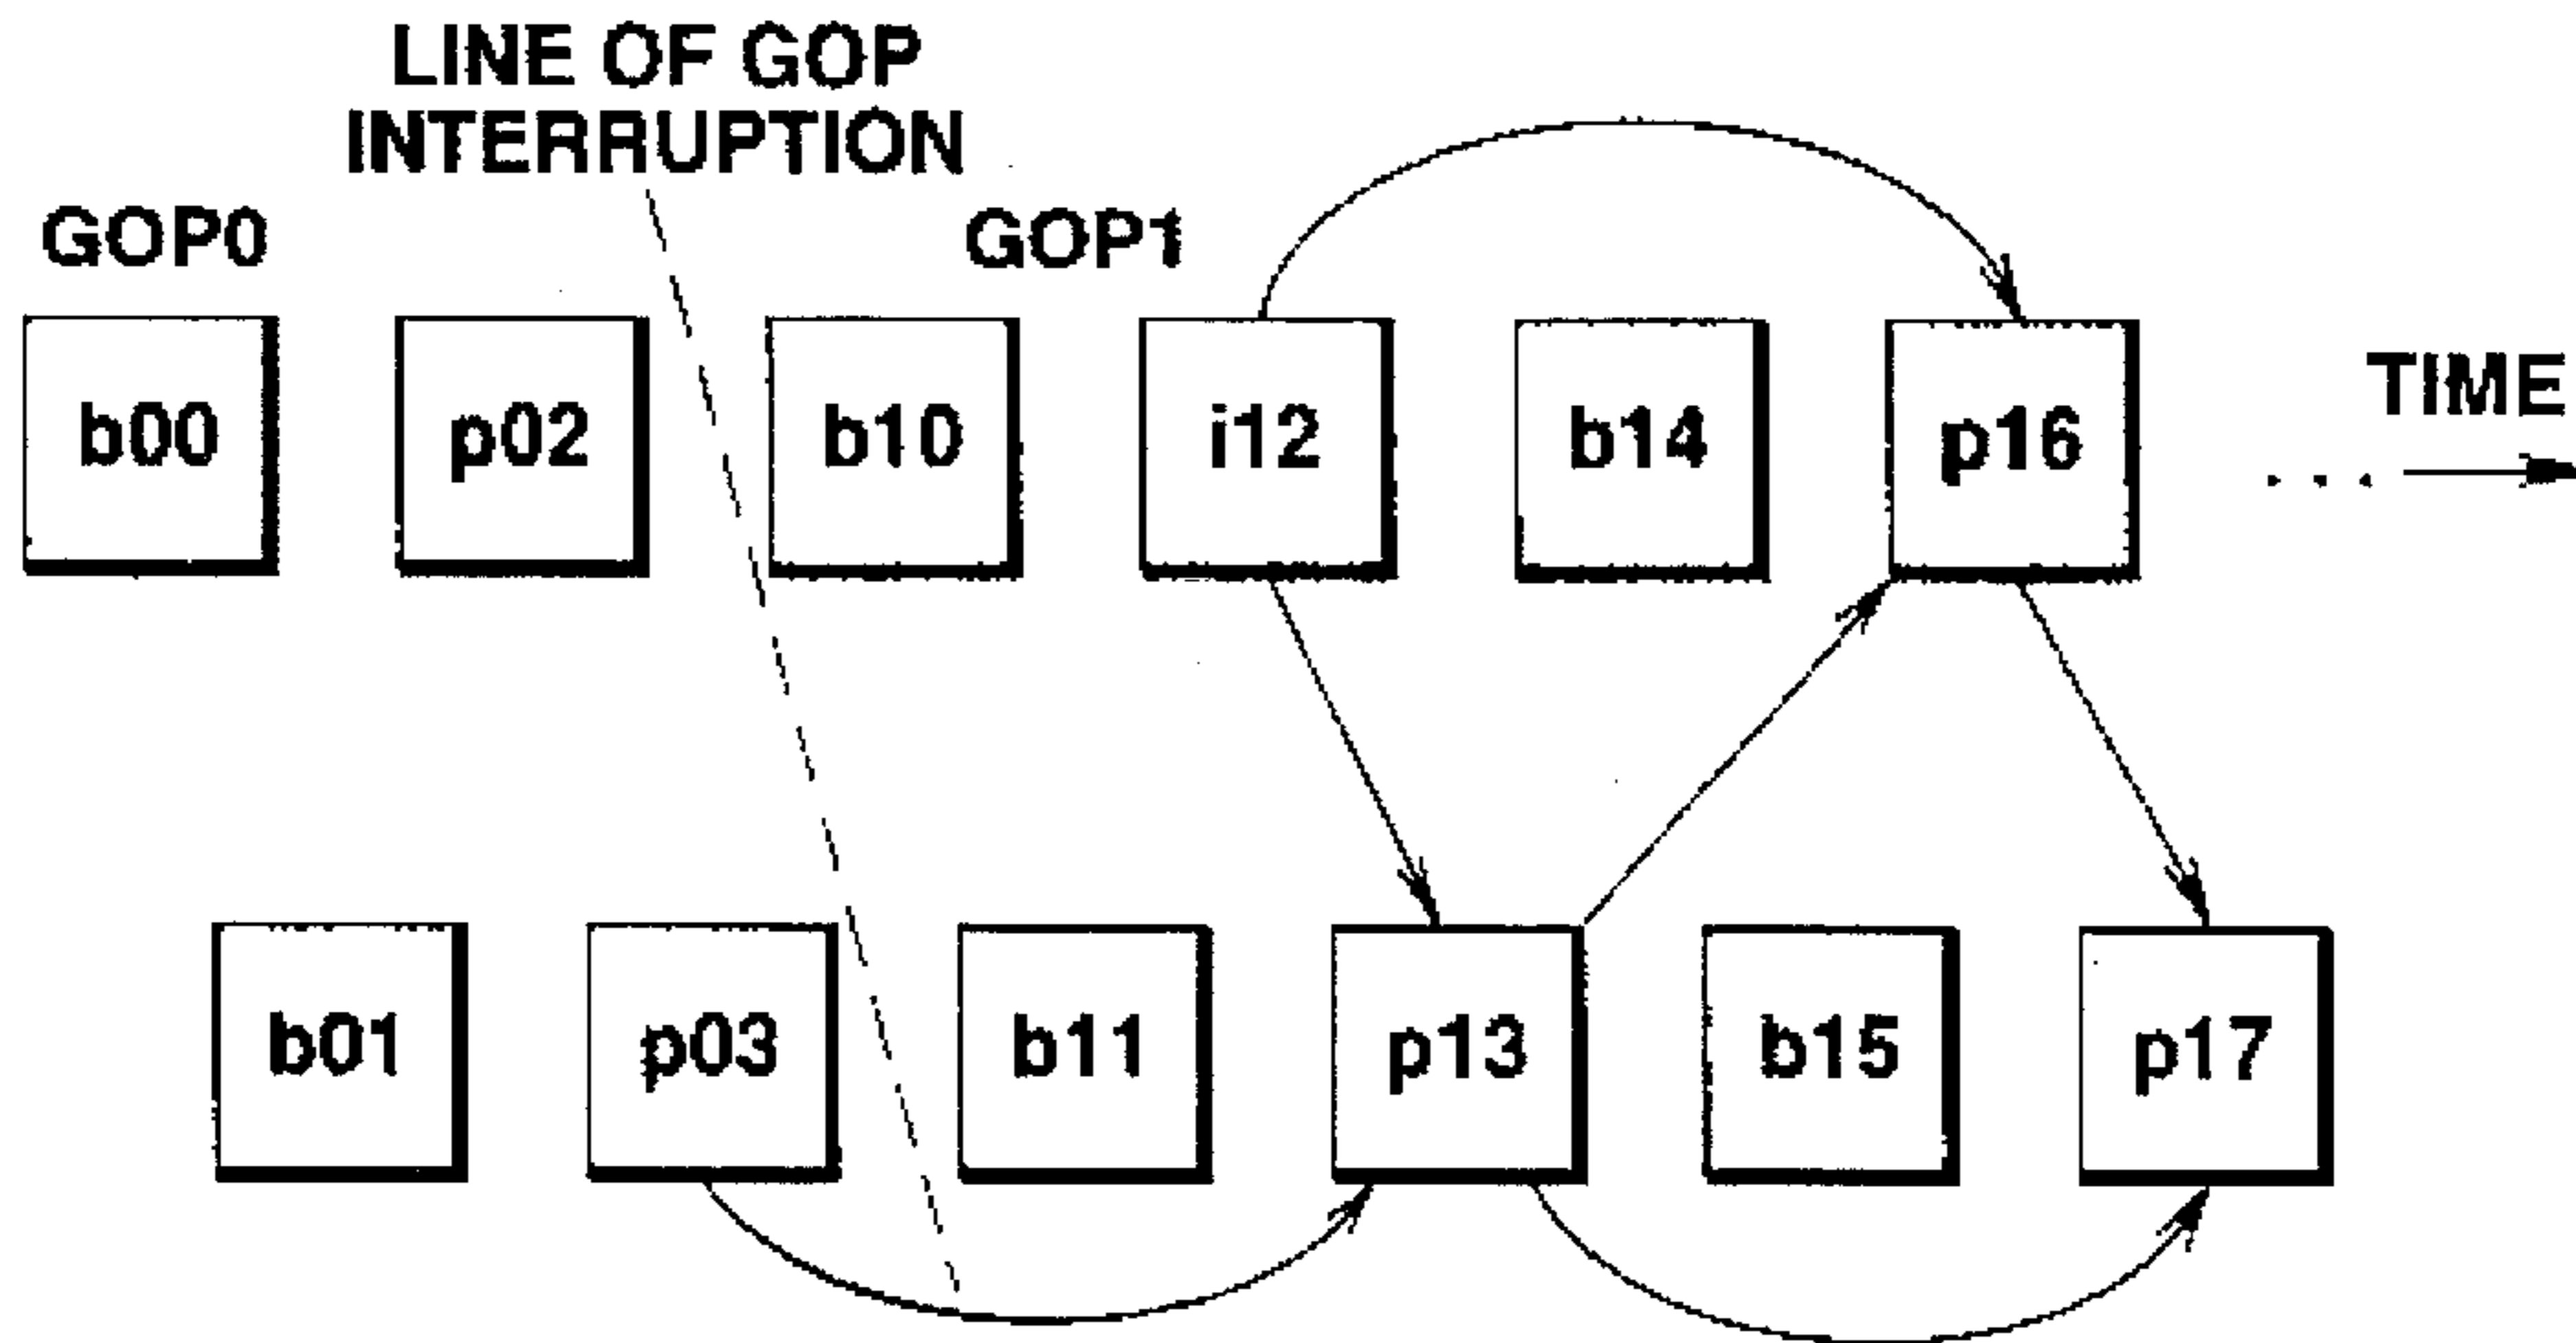 LINE OF GOP
INTERRUPTION
GOP0
GOP1
b00
p02
b10
i12
b14
p16
TIME
...
b01
p03
b11
p13
b15
p17